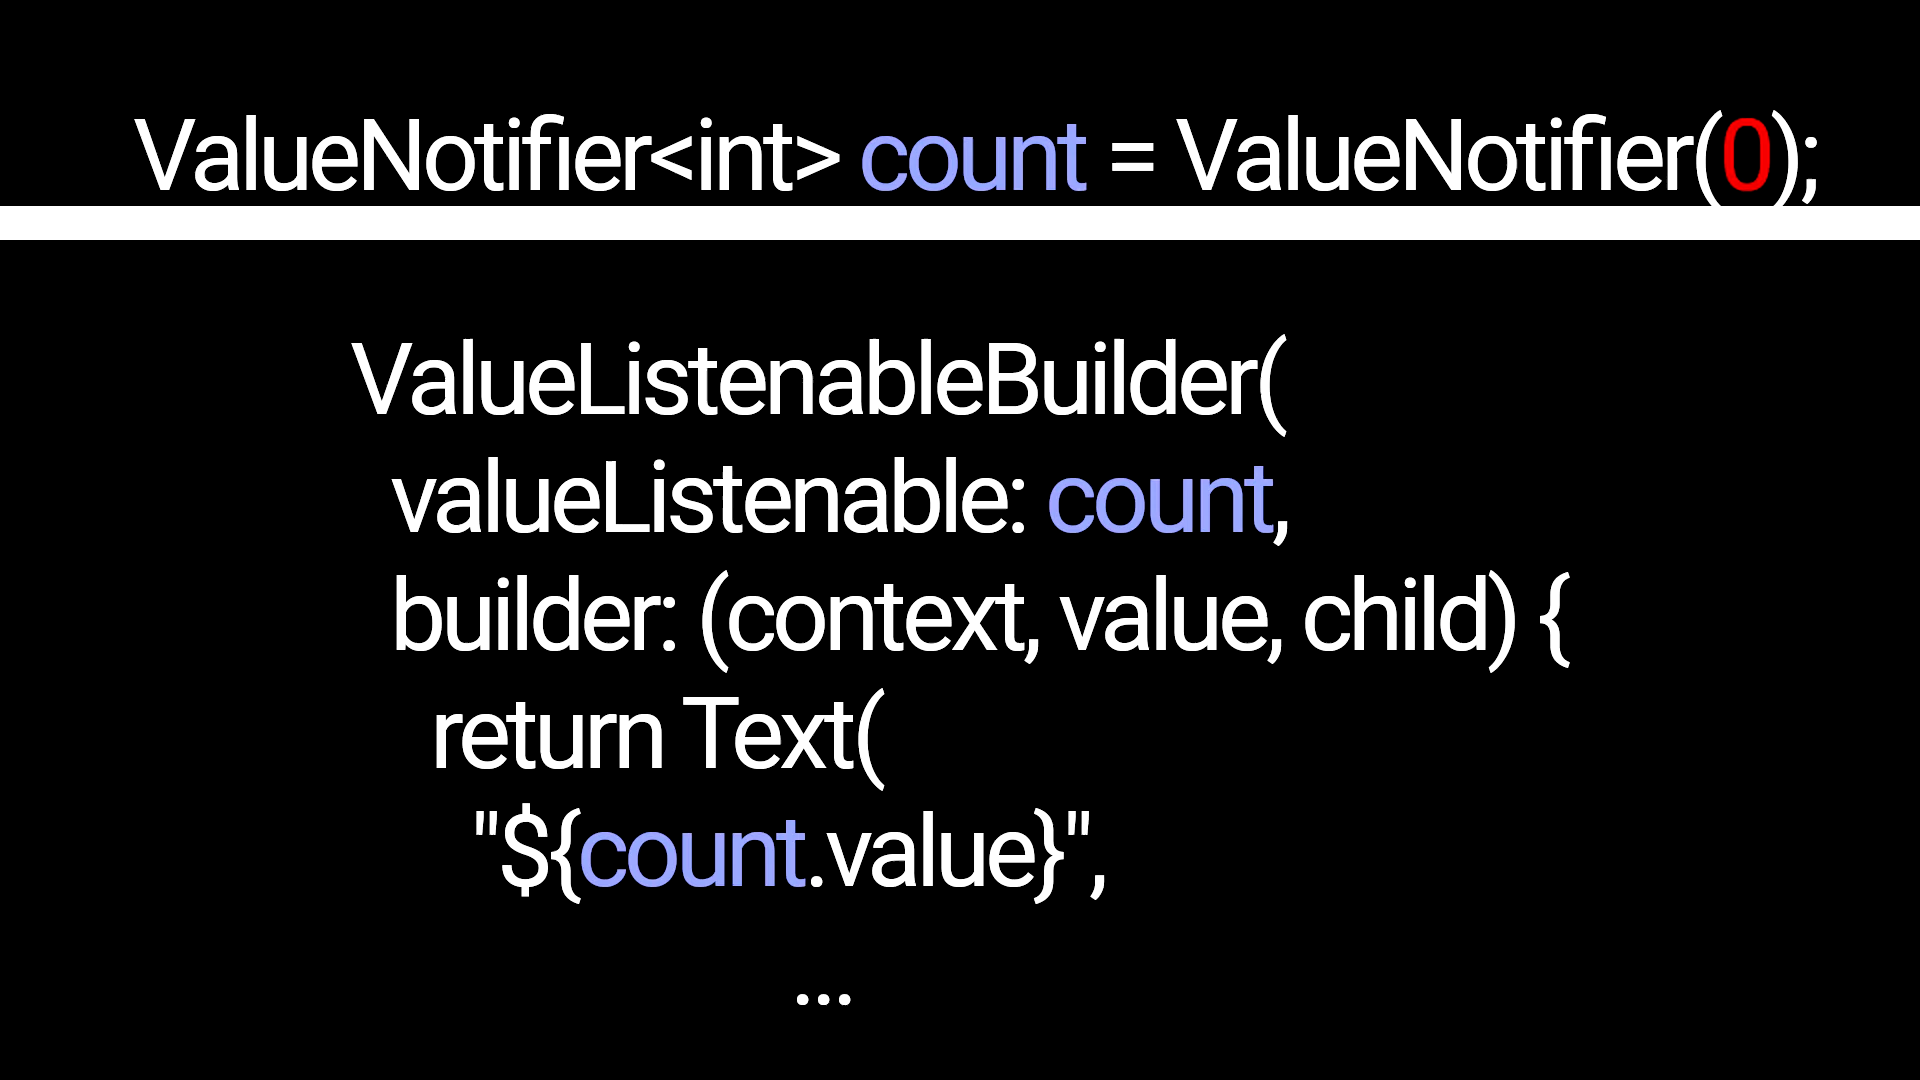 ValueNotifier<int> count = ValueNotifier(0);
ValueListenableBuilder(
valueListenable: count,
builder: (context, value, child) {
return Text(
"${count.value}",
...